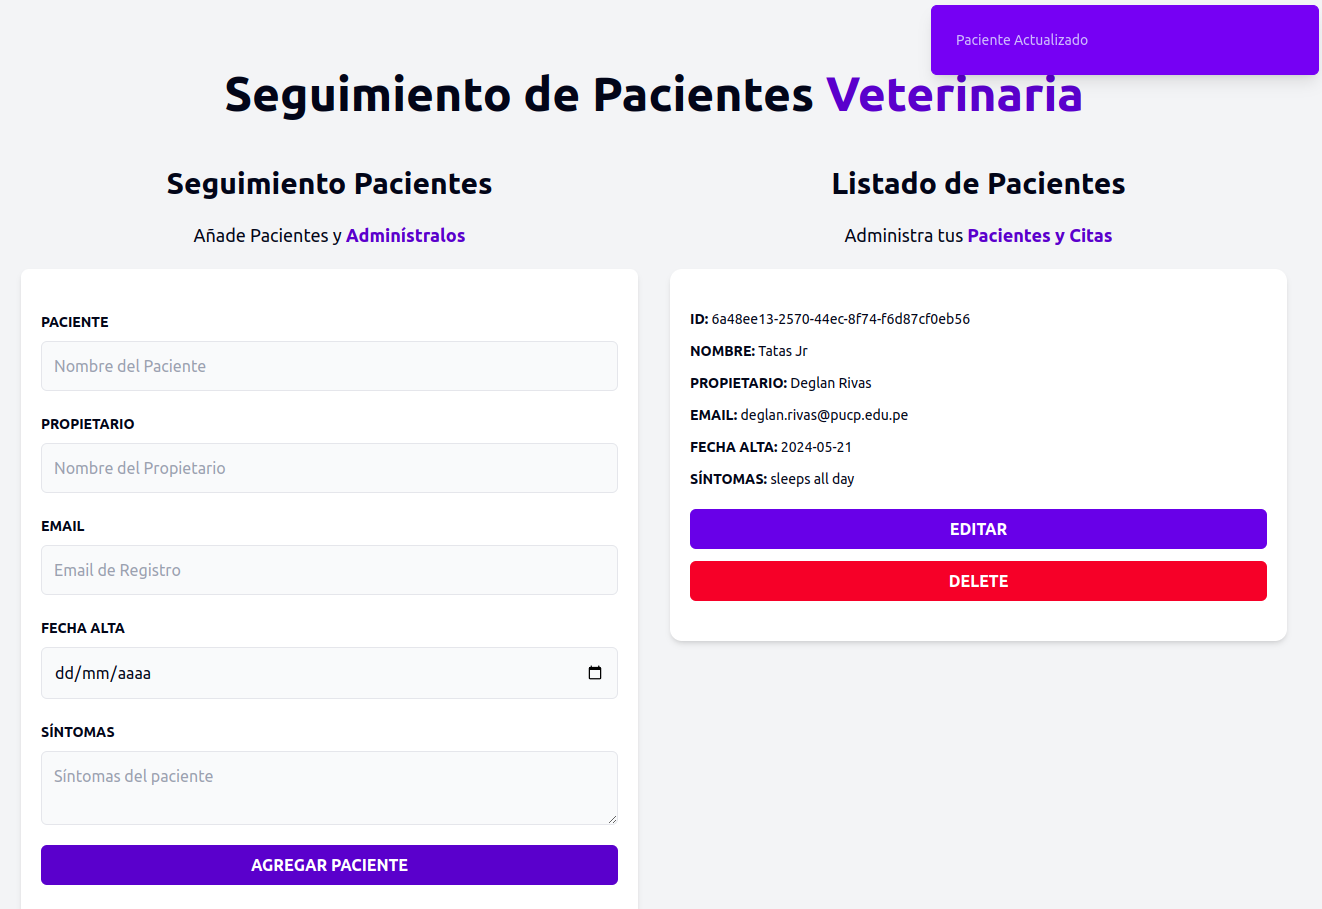 Paciente Actualizado
Seguimiento de Pacientes Veterinaria
Seguimiento Pacientes
Añade Pacientes y Adminístralos
PACIENTE
Nombre del Paciente
PROPIETARIO
Nombre del Propietario
EMAIL
Email de Registro
FECHA ALTA
dd/mm/aaaa
SÍNTOMAS
Síntomas del paciente
AGREGAR PACIENTE
Listado de Pacientes
Administra tus Pacientes y Citas
ID: 6a48ee13-2570-44ec-8f74-f6d87cf0eb56
NOMBRE: Tatas Jr
PROPIETARIO: Deglan Rivas
EMAIL: deglan.rivas@pucp.edu.pe
FECHA ALTA: 2024-05-21
SÍNTOMAS: sleeps all day
EDITAR
DELETE